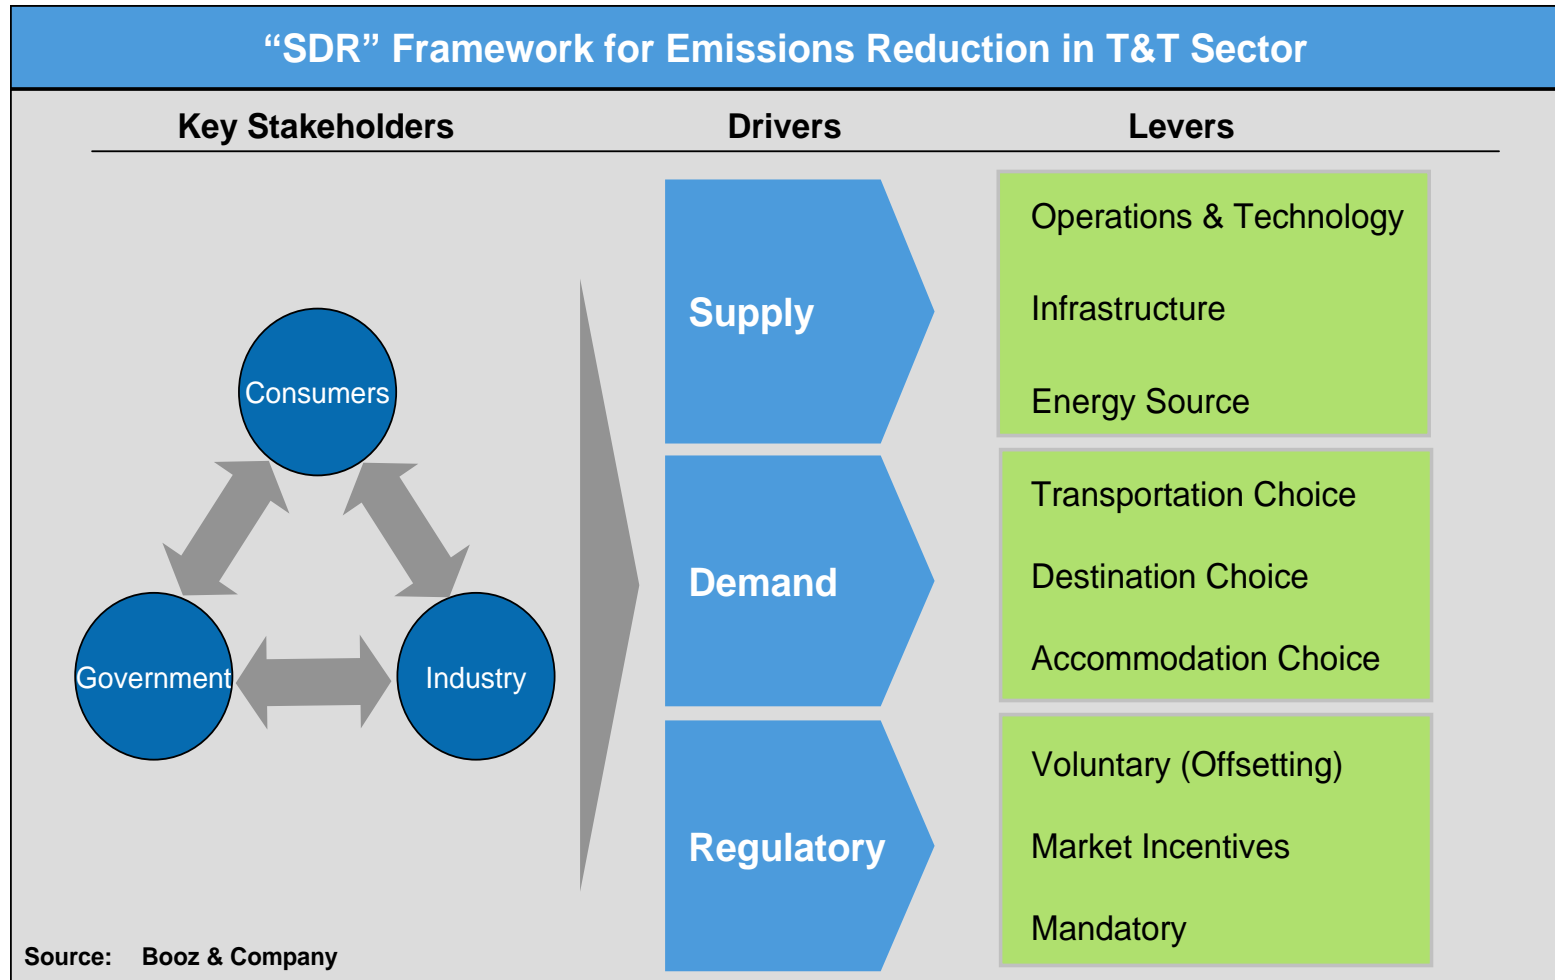 “SDR” Framework for Emissions Reduction in T&T Sector
Key Stakeholders
Drivers
Levers
Consumers
Government
Industry
Supply
Operations & Technology
Infrastructure
Energy Source
Demand
Transportation Choice
Destination Choice
Accommodation Choice
Regulatory
Voluntary (Offsetting)
Market Incentives
Mandatory
Source: Booz & Company